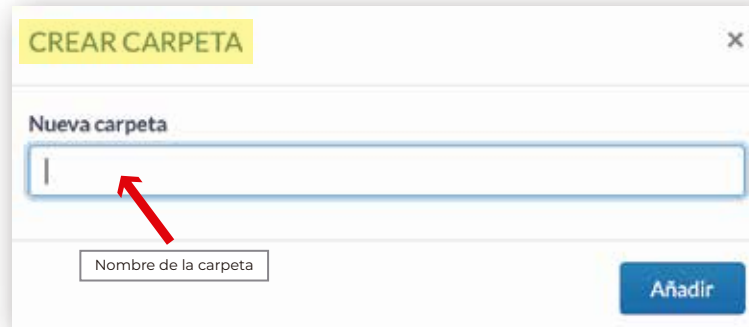 CREAR CARPETA ×
Nueva carpeta
Nombre de la carpeta
Añadir